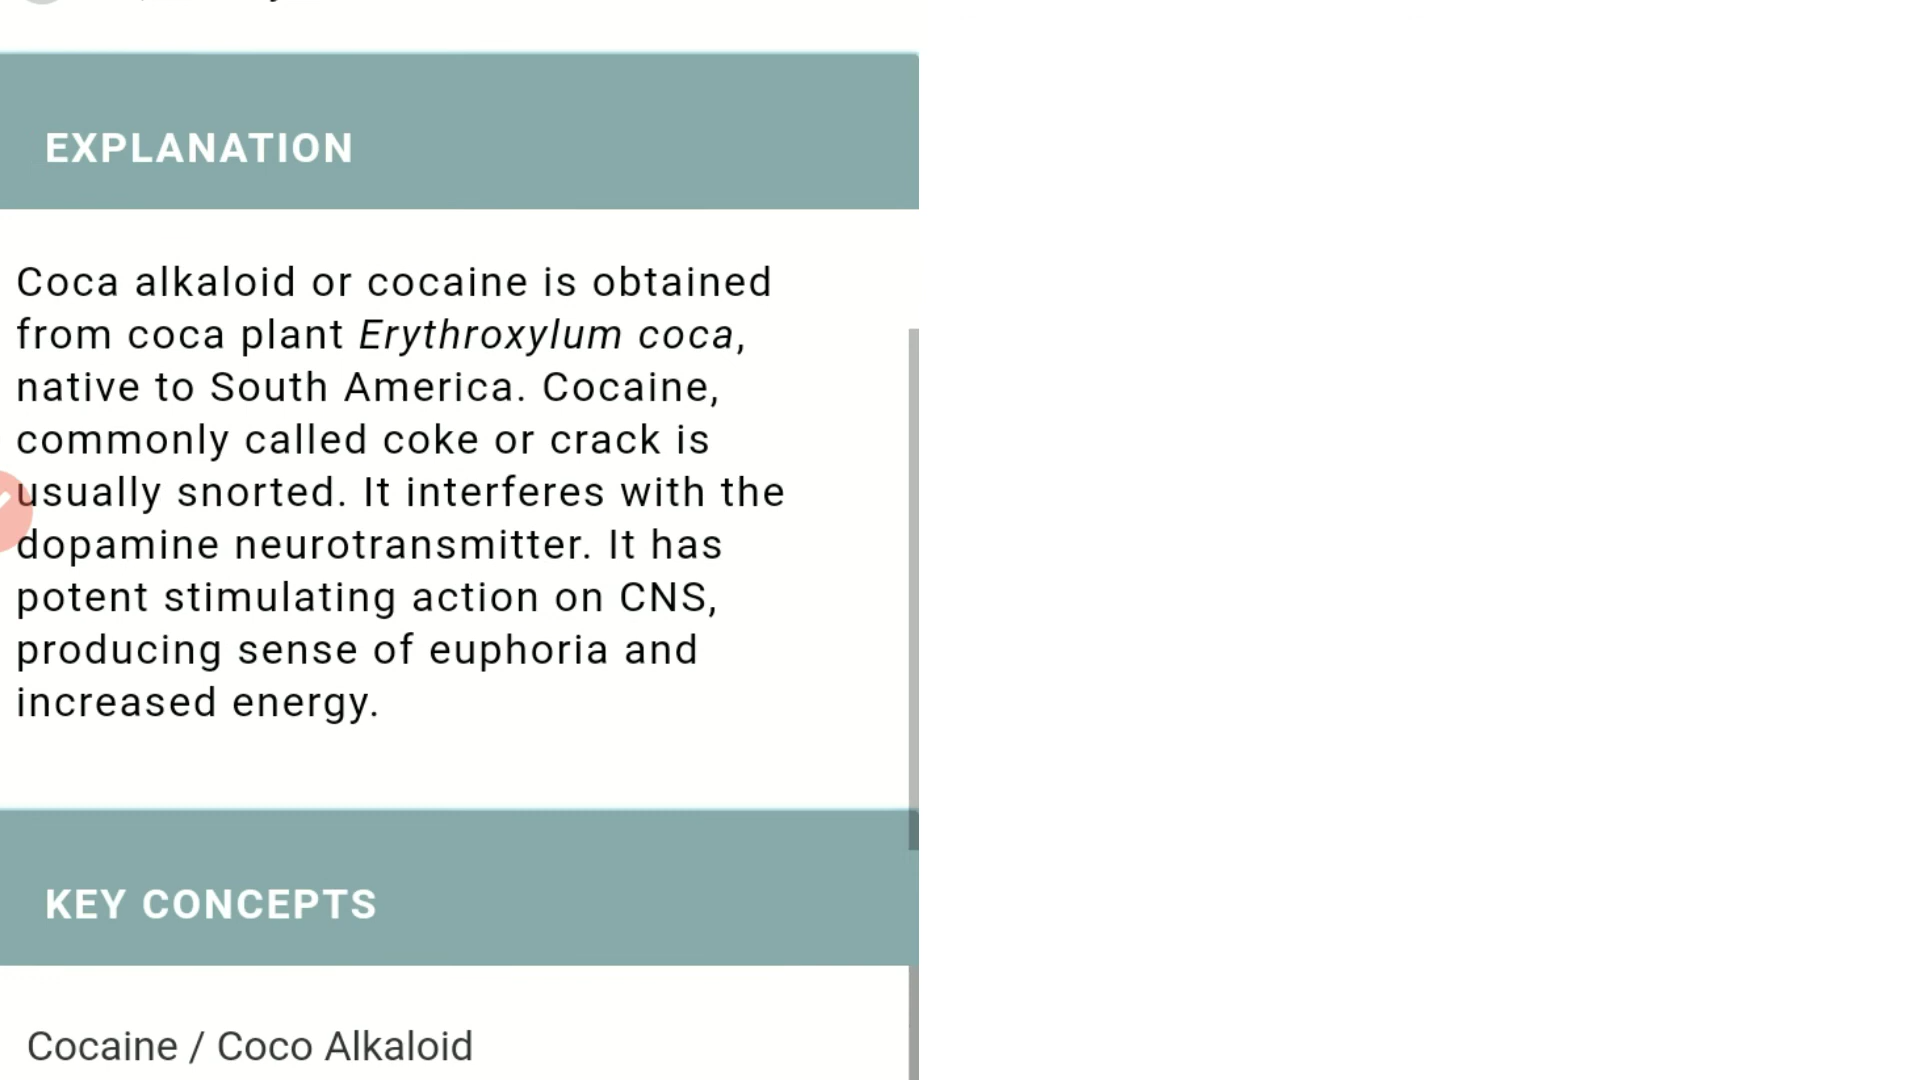 EXPLANATION
Coca alkaloid or cocaine is obtained
from coca plant Erythroxylum coca,
native to South America. Cocaine,
commonly called coke or crack is
usually snorted. It interferes with the
dopamine neurotransmitter. It has
potent stimulating action on CNS,
producing sense of euphoria and
increased energy.
KEY CONCEPTS
Cocaine / Coco Alkaloid